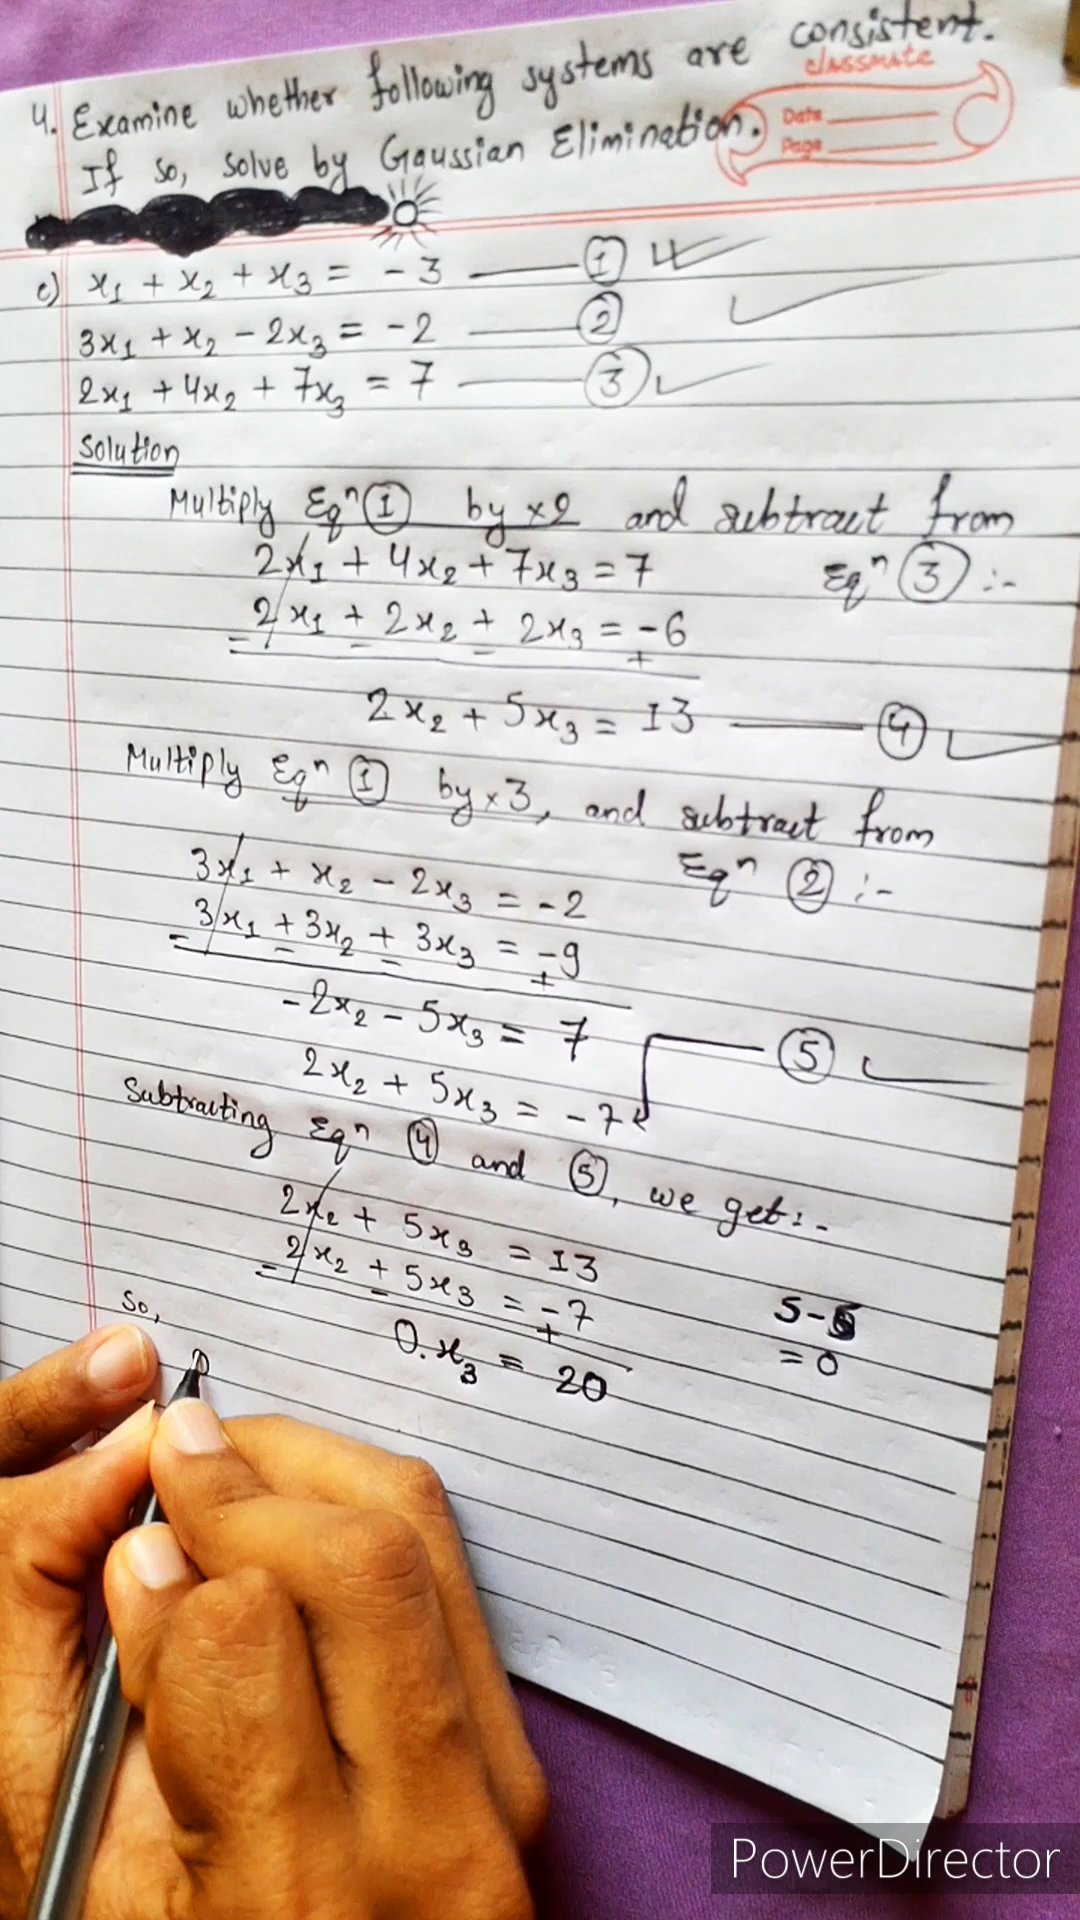 4. Examine whether following systems are consistent.
If so, solve by Gaussian Elimination.
classmate
Date
Page
c) x₁ + x₂ + x₃ = -3 ①
3x₁ + x₂ - 2x₃ = -2 ②
2x₁ + 4x₂ + 7x₃ = 7 ③
Solution
Multiply Eqⁿ ① by ×2 and subtract from
Eqⁿ ③ :-
2x₁ + 4x₂ + 7x₃ = 7
2x₁ + 2x₂ + 2x₃ = -6
- - - +
2x₂ + 5x₃ = 13 ④
Multiply Eqⁿ ① by ×3, and subtract from
Eqⁿ ② :-
3x₁ + x₂ - 2x₃ = -2
3x₁ + 3x₂ + 3x₃ = -9
- - - +
-2x₂ - 5x₃ = 7
2x₂ + 5x₃ = -7 ⑤
Subtracting Eqⁿ ④ and ⑤, we get:-
2x₂ + 5x₃ = 13
2x₂ + 5x₃ = -7
- - +
0.x₃ = 20
5-5
= 0
So,
PowerDirector